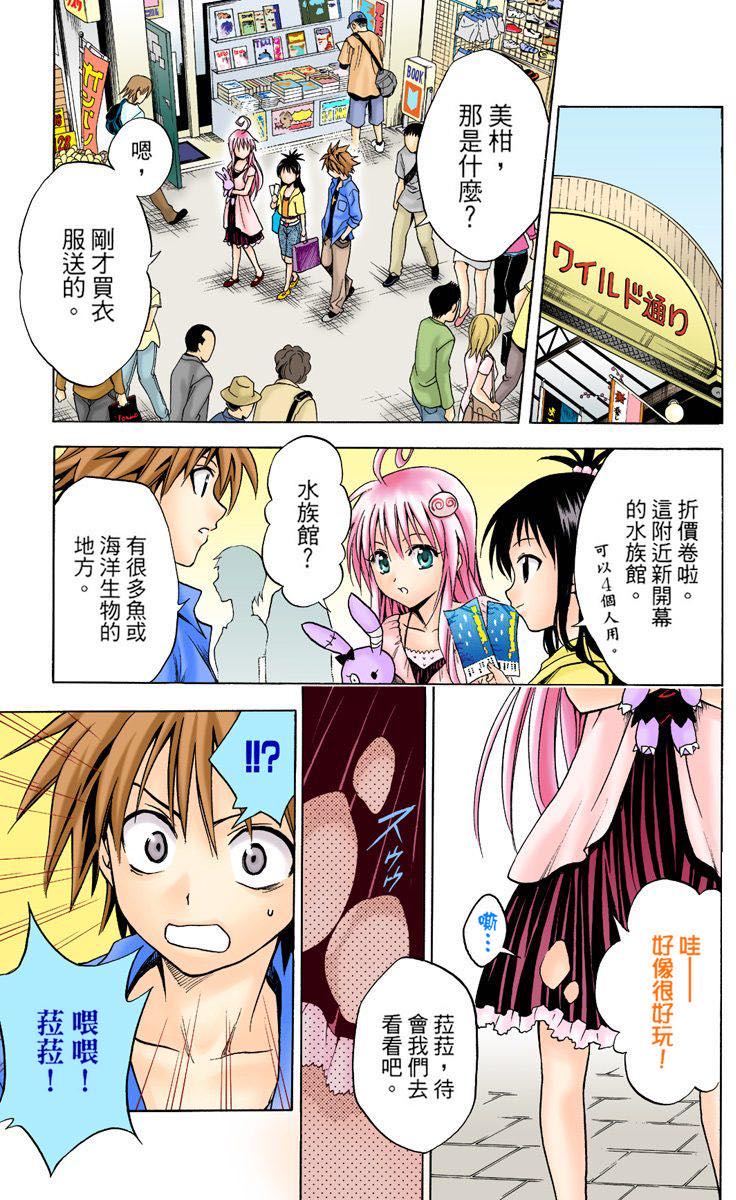 ワイルド通り
美柑，
那是什麼？
BOOK
嗯，
剛才買衣
服送的。
折價卷啦。
這附近新開幕
的水族館。
可以4個人用。
水族館？
有很多魚或
海洋生物的
地方。
哇──
好像很好玩！
嘶…
菈菈，待
會我們去
看看吧。
スゥゥ
!!?
喂喂！
菈菈！